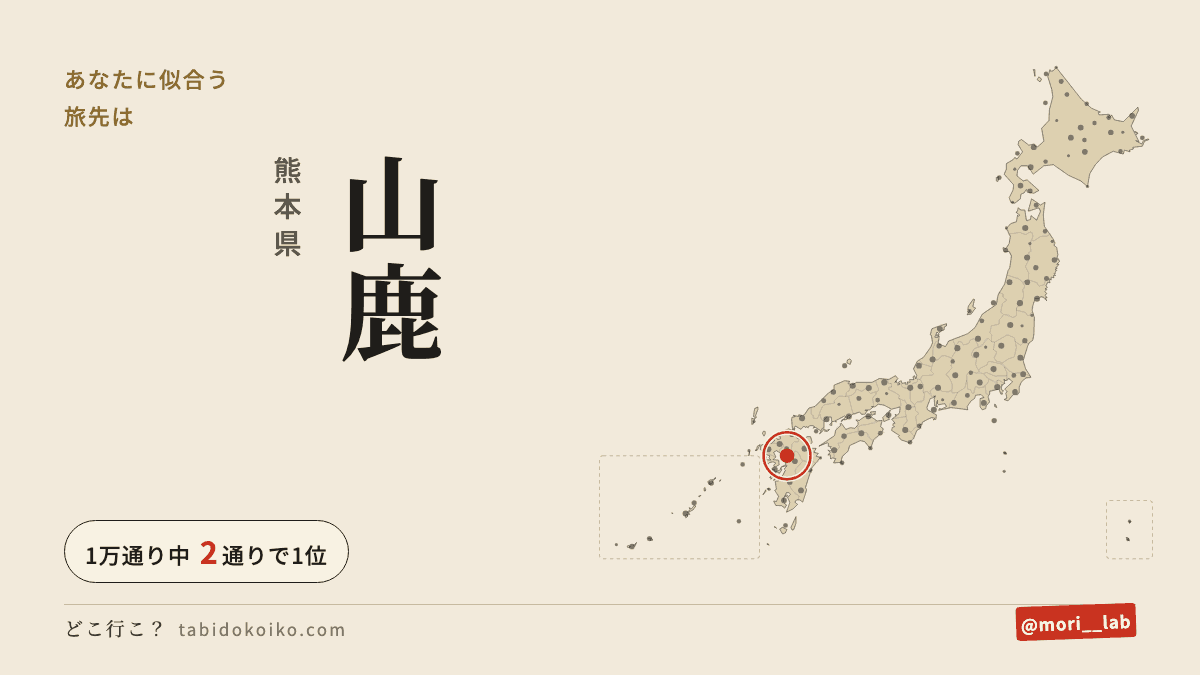 あなたに似合う
旅先は
熊本県
山鹿
1万通り中 2通りで1位
どこ行こ？ tabidokoiko.com
@mori__lab